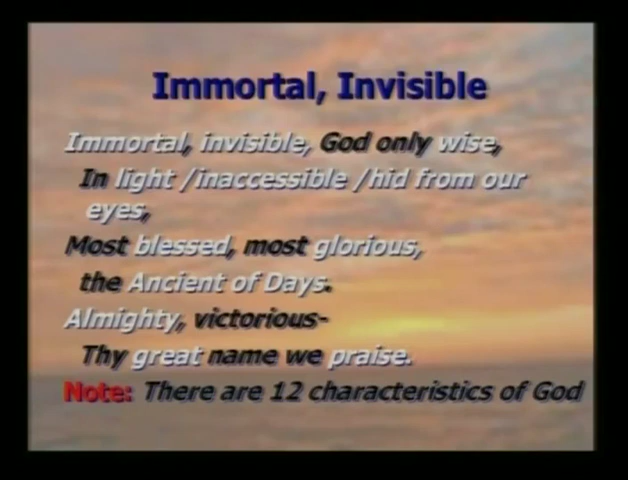 Immortal, Invisible
Immortal, invisible, God only wise,
In light /inaccessible /hid from our
eyes,
Most blessed, most glorious,
the Ancient of Days.
Almighty, victorious-
Thy great name we praise.
Note: There are 12 characteristics of God